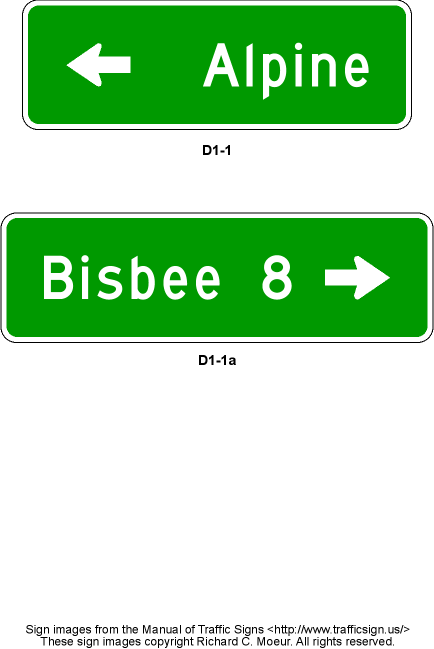 Alpine
D1-1
Bisbee 8
D1-1a
Sign images from the Manual of Traffic Signs <http://www.trafficsign.us/>
These sign images copyright Richard C. Moeur. All rights reserved.